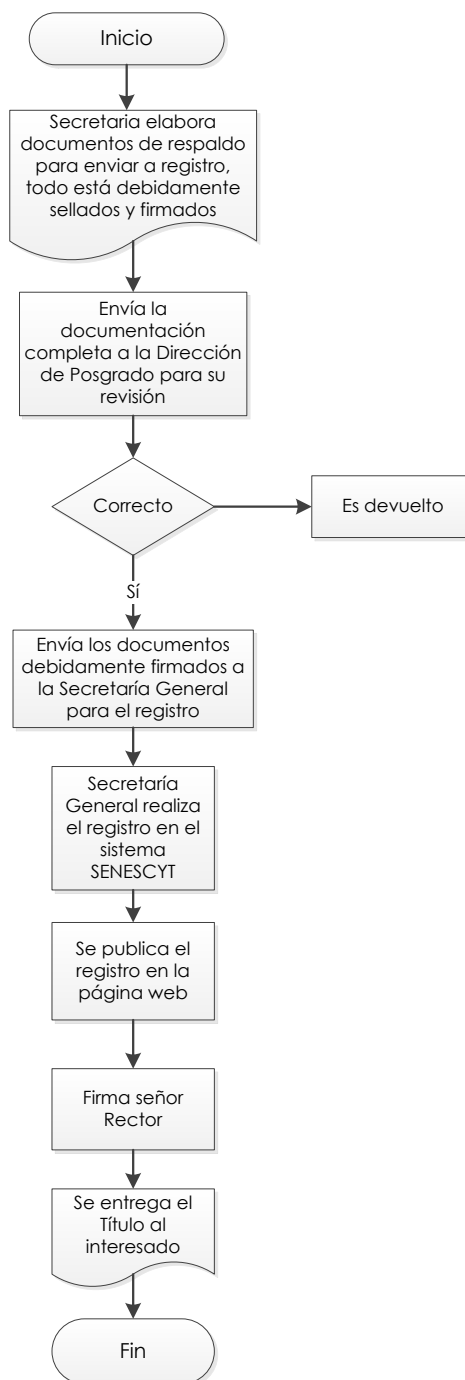 Inicio
Secretaria elabora
documentos de respaldo
para enviar a registro,
todo está debidamente
sellados y firmados
Envía la
documentación
completa a la Dirección
de Posgrado para su
revisión
Correcto
Es devuelto
Sí
Envía los documentos
debidamente firmados a
la Secretaría General
para el registro
Secretaría
General realiza
el registro en el
sistema
SENESCYT
Se publica el
registro en la
página web
Firma señor
Rector
Se entrega el
Título al
interesado
Fin